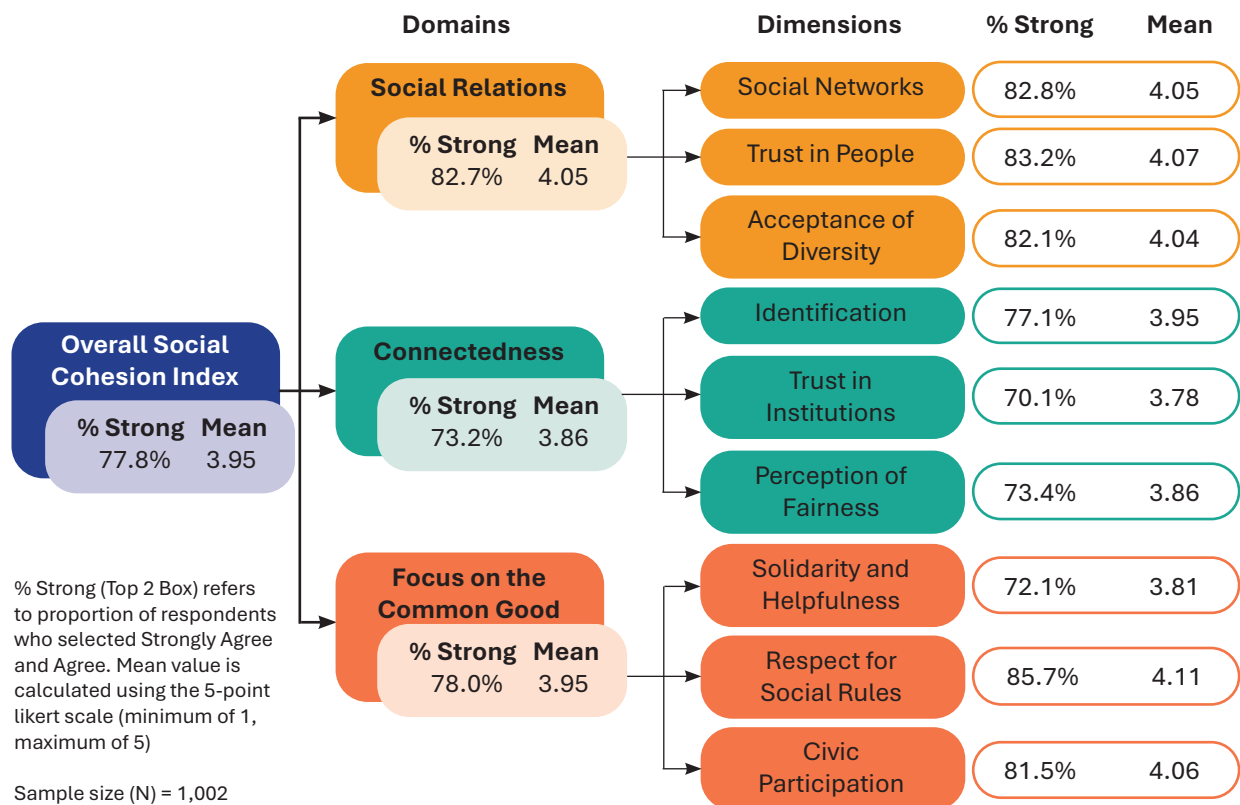 Domains
Dimensions
% Strong
Mean
Social Relations
% Strong Mean
82.7% 4.05
Social Networks
82.8% 4.05
Trust in People
83.2% 4.07
Acceptance of
Diversity
82.1% 4.04
Overall Social
Cohesion Index
% Strong Mean
77.8% 3.95
Connectedness
% Strong Mean
73.2% 3.86
Identification
77.1% 3.95
Trust in
Institutions
70.1% 3.78
Perception of
Fairness
73.4% 3.86
Focus on the
Common Good
% Strong Mean
78.0% 3.95
Solidarity and
Helpfulness
72.1% 3.81
Respect for
Social Rules
85.7% 4.11
Civic
Participation
81.5% 4.06
% Strong (Top 2 Box) refers
to proportion of respondents
who selected Strongly Agree
and Agree. Mean value is
calculated using the 5-point
likert scale (minimum of 1,
maximum of 5)
Sample size (N) = 1,002